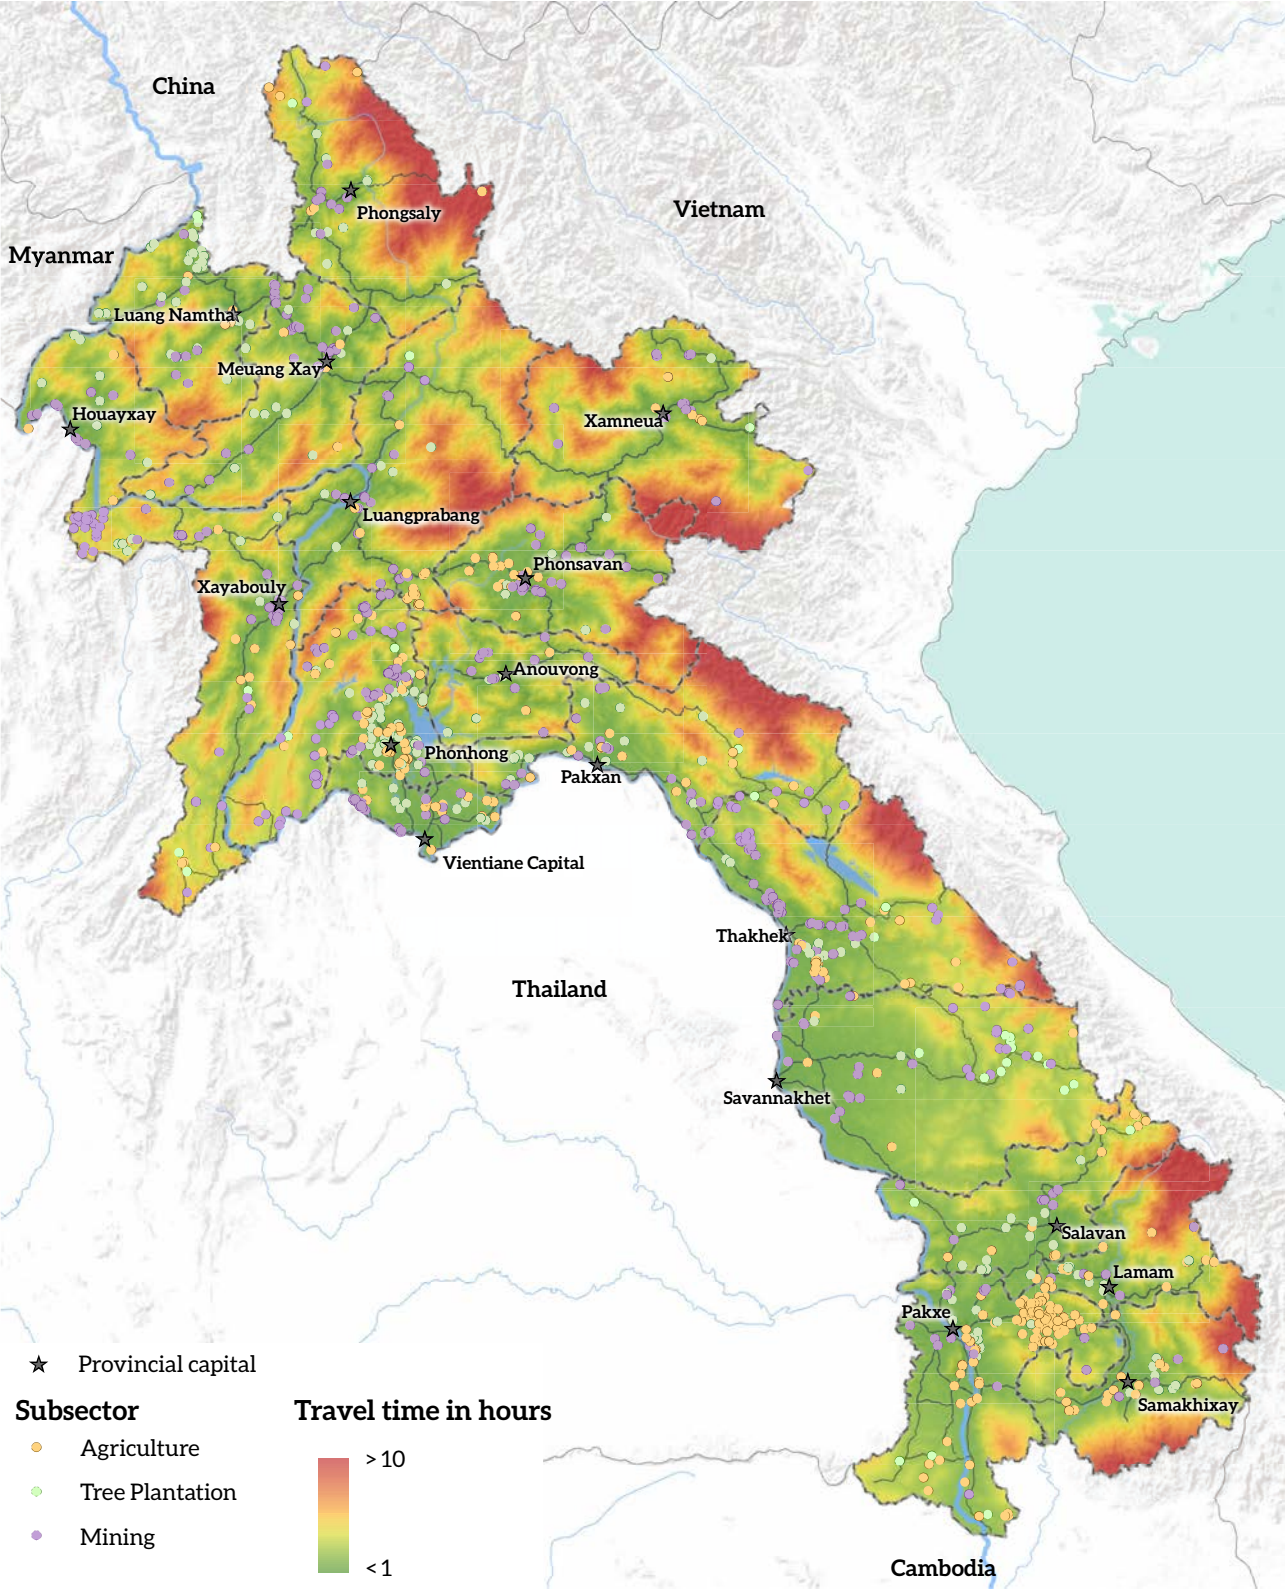 China
Vietnam
Phongsaly
Myanmar
Luang Namtha
Meuang Xay
Houayxay
Xamneua
Luangprabang
Phonsavan
Xayabouly
Anouvong
Phonhong
Pakxan
Vientiane Capital
Thakhek
Thailand
Savannakhet
Salavan
Lamam
Pakxe
Samakhixay
Cambodia
Provincial capital
Subsector
Agriculture
Tree Plantation
Mining
Travel time in hours
>10
<1